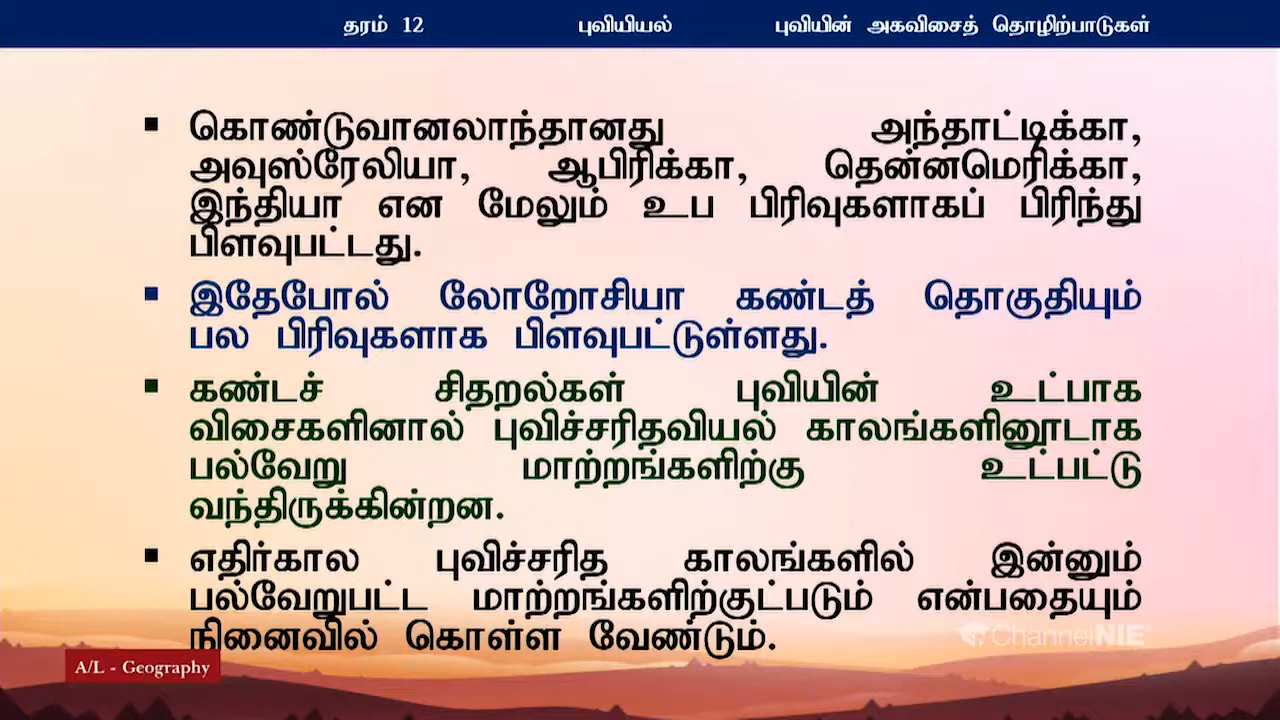 தரம் 12 புவியியல் புவியின் அகவிசைத் தொழிற்பாடுகள்
▪ கொண்டுவானலாந்தானது அந்தாட்டிக்கா,
அவுஸ்ரேலியா, ஆபிரிக்கா, தென்னமெரிக்கா,
இந்தியா என மேலும் உப பிரிவுகளாகப் பிரிந்து
பிளவுபட்டது.
▪ இதேபோல் லோறோசியா கண்டத் தொகுதியும்
பல பிரிவுகளாக பிளவுபட்டுள்ளது.
▪ கண்டச் சிதறல்கள் புவியின் உட்பாக
விசைகளினால் புவிச்சரிதவியல் காலங்களினூடாக
பல்வேறு மாற்றங்களிற்கு உட்பட்டு
வந்திருக்கின்றன.
▪ எதிர்கால புவிச்சரித காலங்களில் இன்னும்
பல்வேறுபட்ட மாற்றங்களிற்குட்படும் என்பதையும்
நினைவில் கொள்ள வேண்டும்.
Channel NIE
A/L - Geography